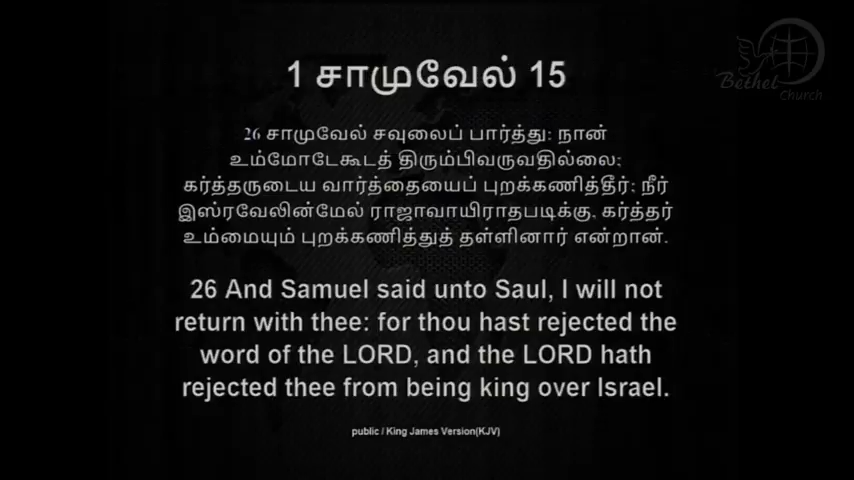 Bethel
Church
1 சாமுவேல் 15
26 சாமுவேல் சவுலைப் பார்த்து: நான்
உம்மோடேகூடத் திரும்பிவருவதில்லை;
கர்த்தருடைய வார்த்தையைப் புறக்கணித்தீர்; நீர்
இஸ்ரவேலின்மேல் ராஜாவாயிராதபடிக்கு, கர்த்தர்
உம்மையும் புறக்கணித்துத் தள்ளினார் என்றான்.
26 And Samuel said unto Saul, I will not
return with thee: for thou hast rejected the
word of the LORD, and the LORD hath
rejected thee from being king over Israel.
public / King James Version(KJV)